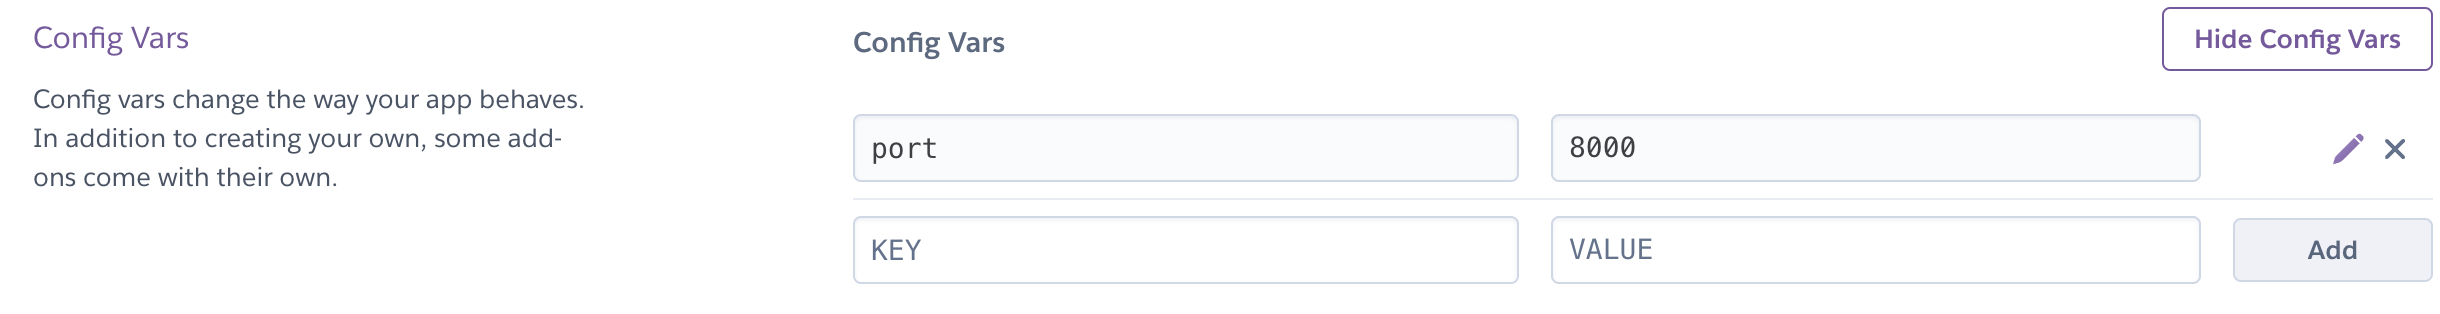 Config Vars
Config vars change the way your app behaves.
In addition to creating your own, some add-
ons come with their own.
Config Vars
Hide Config Vars
port
8000
KEY
VALUE
Add